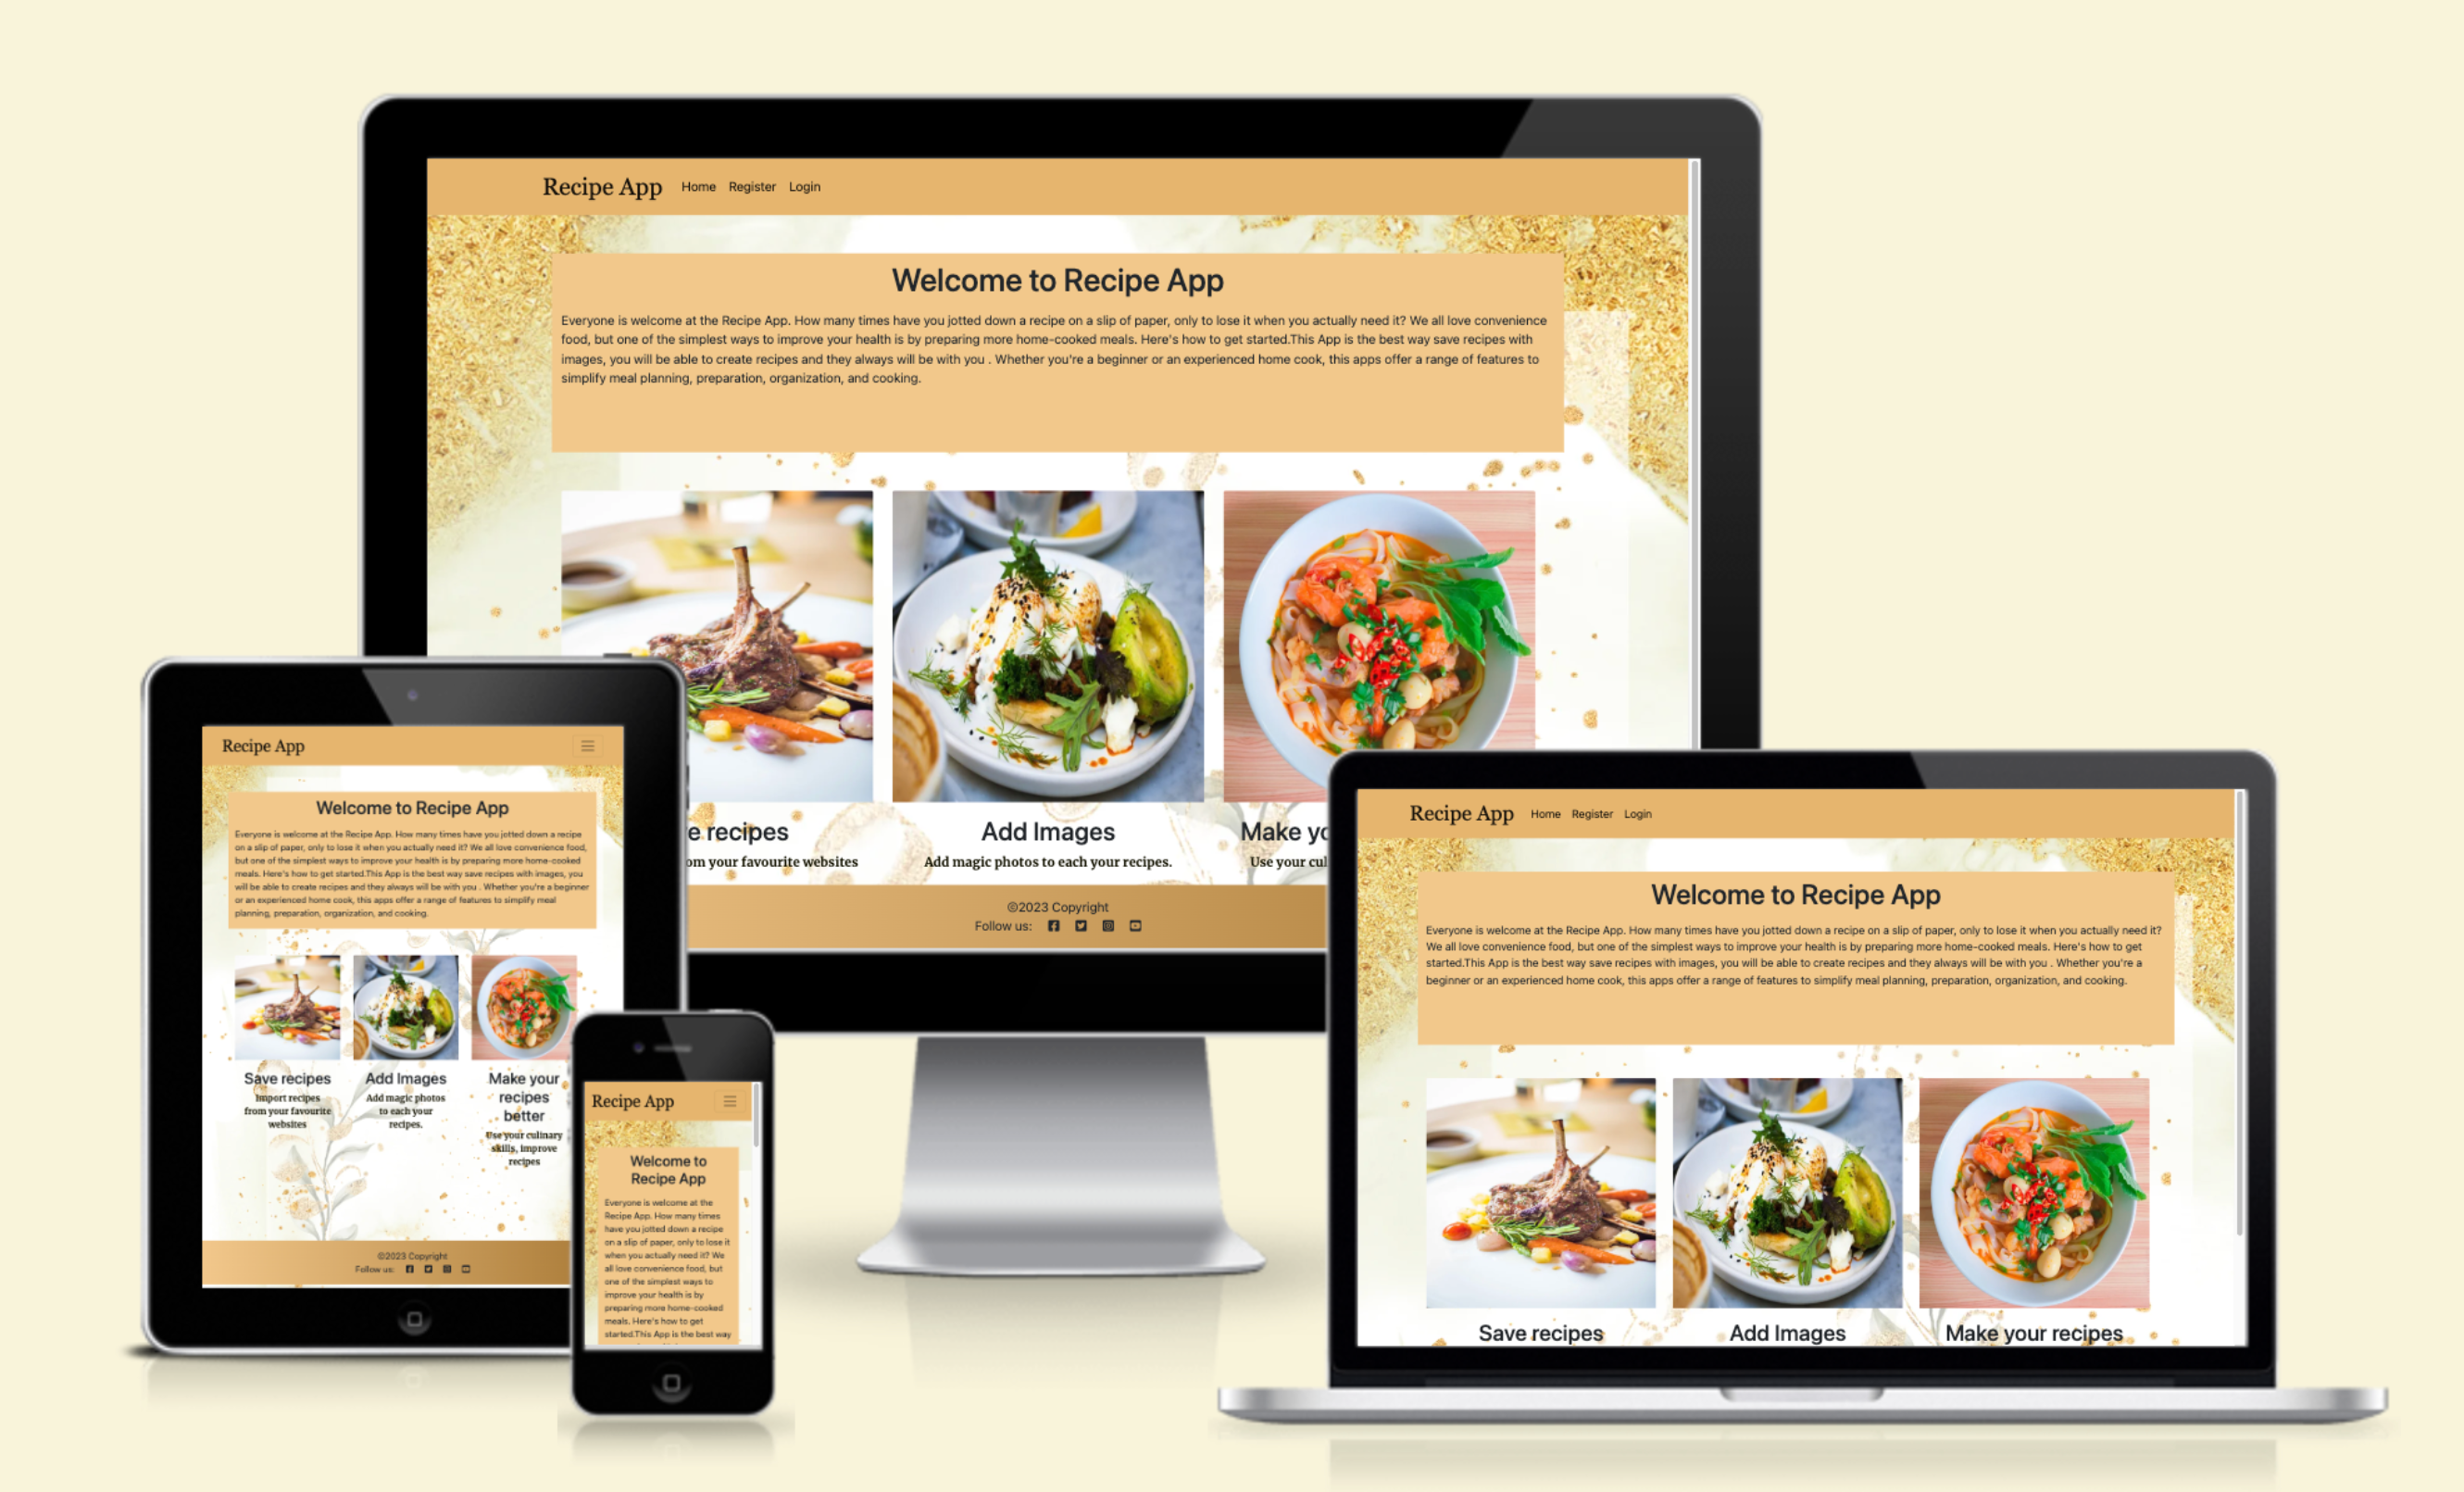 Recipe App Home Register Login
Welcome to Recipe App
Everyone is welcome at the Recipe App. How many times have you jotted down a recipe on a slip of paper, only to lose it when you actually need it? We all love convenience
food, but one of the simplest ways to improve your health is by preparing more home-cooked meals. Here's how to get started.This App is the best way save recipes with
images, you will be able to create recipes and they always will be with you . Whether you're a beginner or an experienced home cook, this apps offer a range of features to
simplify meal planning, preparation, organization, and cooking.
e recipes
om your favourite websites
Add Images
Add magic photos to each your recipes.
Make yo
Use your cul
©2023 Copyright
Follow us:
Recipe App
Welcome to Recipe App
Everyone is welcome at the Recipe App. How many times have you jotted down a recipe
on a slip of paper, only to lose it when you actually need it? We all love convenience food,
but one of the simplest ways to improve your health is by preparing more home-cooked
meals. Here's how to get started.This App is the best way save recipes with images, you
will be able to create recipes and they always will be with you . Whether you're a beginner
or an experienced home cook, this apps offer a range of features to simplify meal
planning, preparation, organization, and cooking.
Save recipes
Import recipes
from your favourite
websites
Add Images
Add magic photos
to each your
recipes.
Make your
recipes
better
Use your culinary
skills, improve
recipes
©2023 Copyright
Follow us:
Recipe App
Welcome to
Recipe App
Everyone is welcome at the
Recipe App. How many times
have you jotted down a recipe
on a slip of paper, only to lose it
when you actually need it? We
all love convenience food, but
one of the simplest ways to
improve your health is by
preparing more home-cooked
meals. Here's how to get
started.This App is the best way
Recipe App Home Register Login
Welcome to Recipe App
Everyone is welcome at the Recipe App. How many times have you jotted down a recipe on a slip of paper, only to lose it when you actually need it?
We all love convenience food, but one of the simplest ways to improve your health is by preparing more home-cooked meals. Here's how to get
started.This App is the best way save recipes with images, you will be able to create recipes and they always will be with you . Whether you're a
beginner or an experienced home cook, this apps offer a range of features to simplify meal planning, preparation, organization, and cooking.
Save recipes
Add Images
Make your recipes